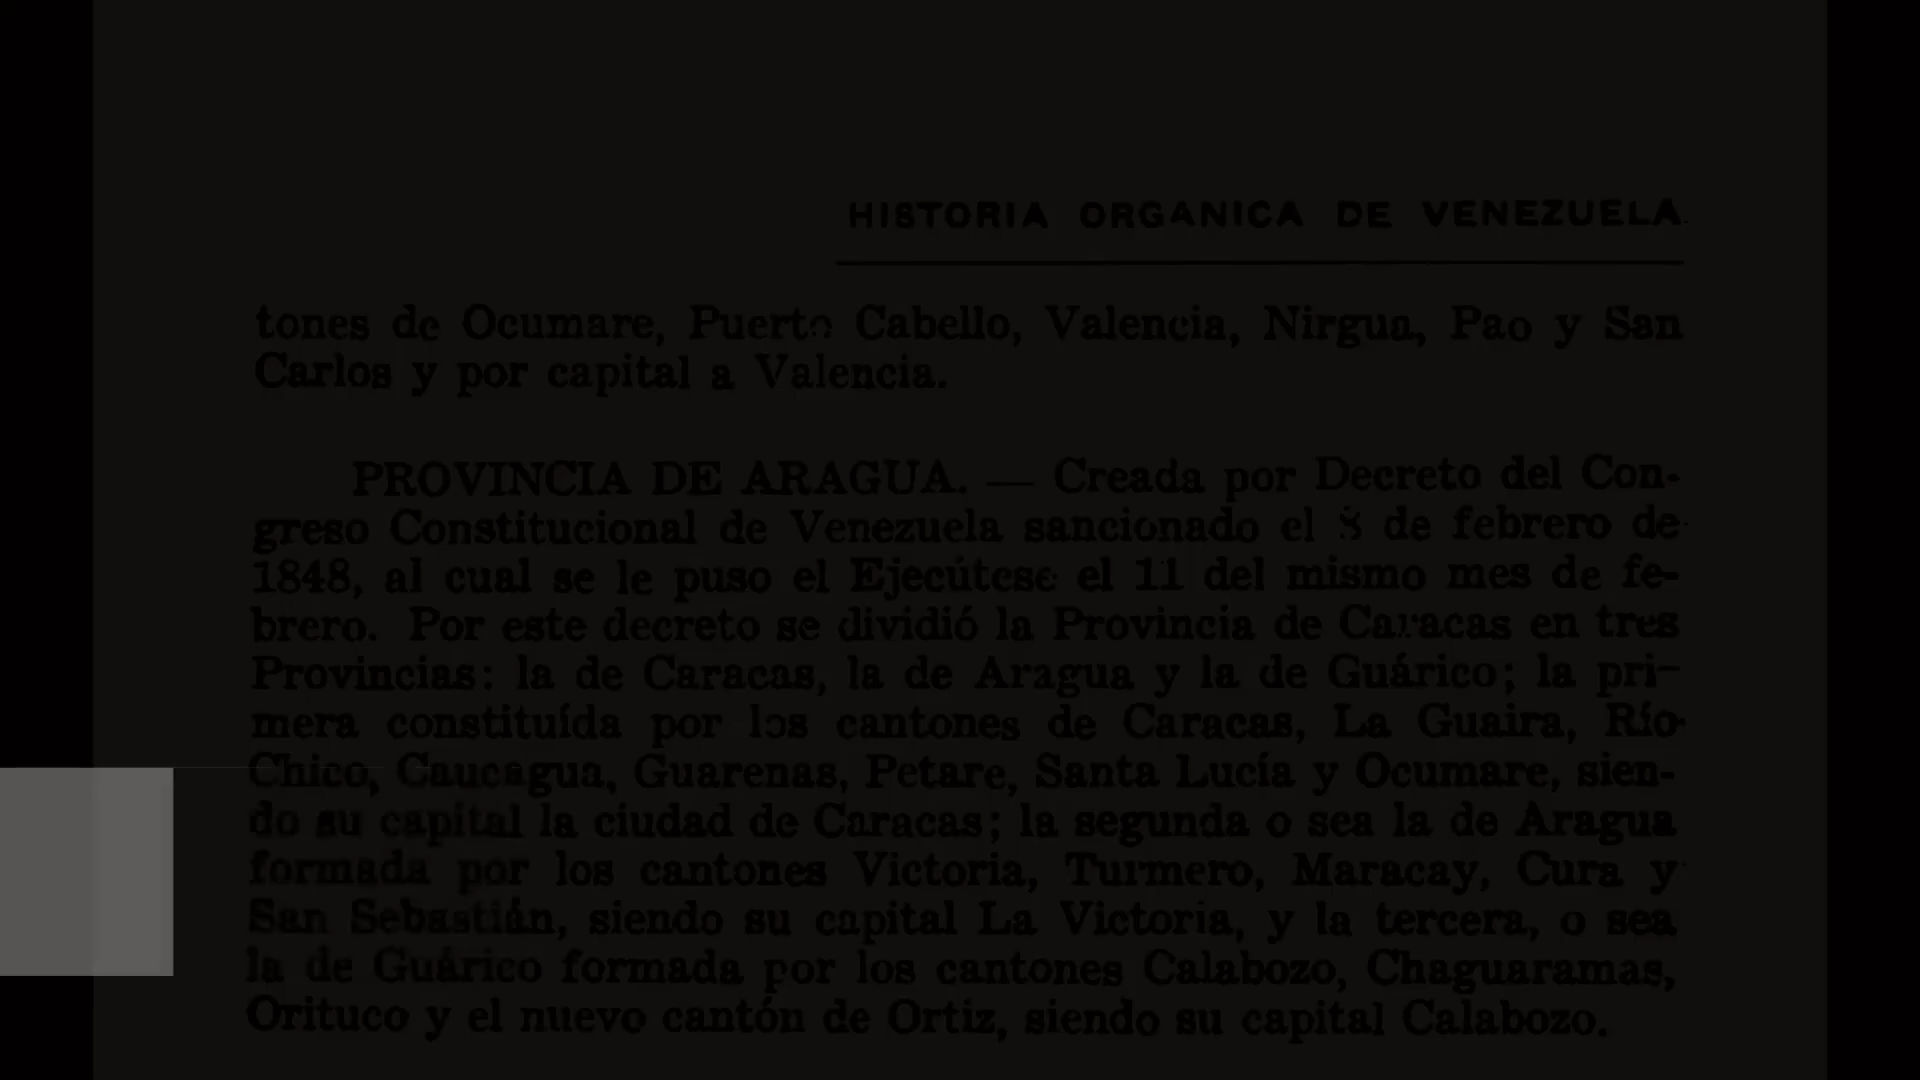 HISTORIA ORGANICA DE VENEZUELA
tones de Ocumare, Puerto Cabello, Valencia, Nirgua, Pao y San
Carlos y por capital a Valencia.
PROVINCIA DE ARAGUA. — Creada por Decreto del Con-
greso Constitucional de Venezuela sancionado el 8 de febrero de
1848, al cual se le puso el Ejecútese el 11 del mismo mes de fe-
brero. Por este decreto se dividió la Provincia de Caracas en tres
Provincias: la de Caracas, la de Aragua y la de Guárico; la pri-
mera constituída por los cantones de Caracas, La Guaira, Río
Chico, Caucagua, Guarenas, Petare, Santa Lucía y Ocumare, sien-
do su capital la ciudad de Caracas; la segunda o sea la de Aragua
formada por los cantones Victoria, Turmero, Maracay, Cura y
San Sebastián, siendo su capital La Victoria, y la tercera, o sea
la de Guárico formada por los cantones Calabozo, Chaguaramas,
Orituco y el nuevo cantón de Ortiz, siendo su capital Calabozo.